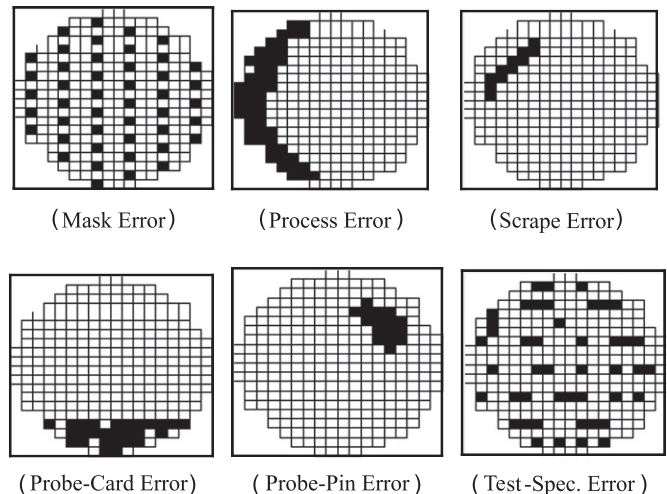 (Mask Error)
(Process Error)
(Scrape Error)
(Probe-Card Error)
(Probe-Pin Error)
(Test-Spec. Error)